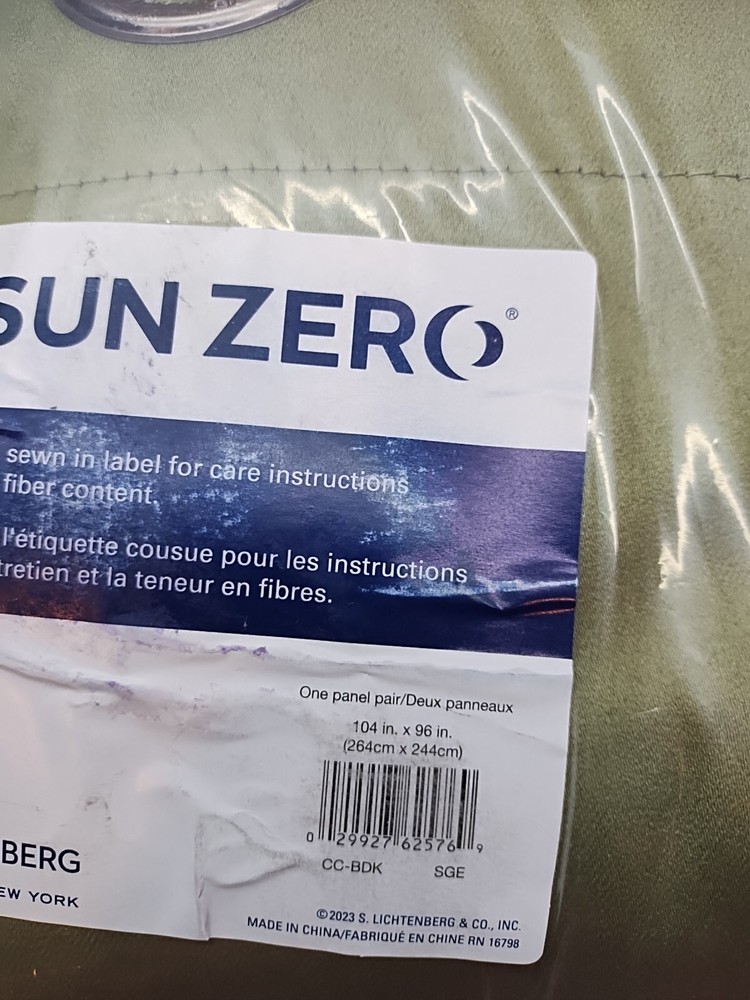 SUN ZERO®
sewn in label for care instructions
fiber content.
l'étiquette cousue pour les instructions
tretien et la teneur en fibres.
One panel pair/Deux panneaux
104 in. x 96 in.
(264cm x 244cm)
0 29927 62576 9
CC-BDK SGE
BERG
EW YORK
©2023 S. LICHTENBERG & CO., INC.
MADE IN CHINA/FABRIQUÉ EN CHINE RN 16798